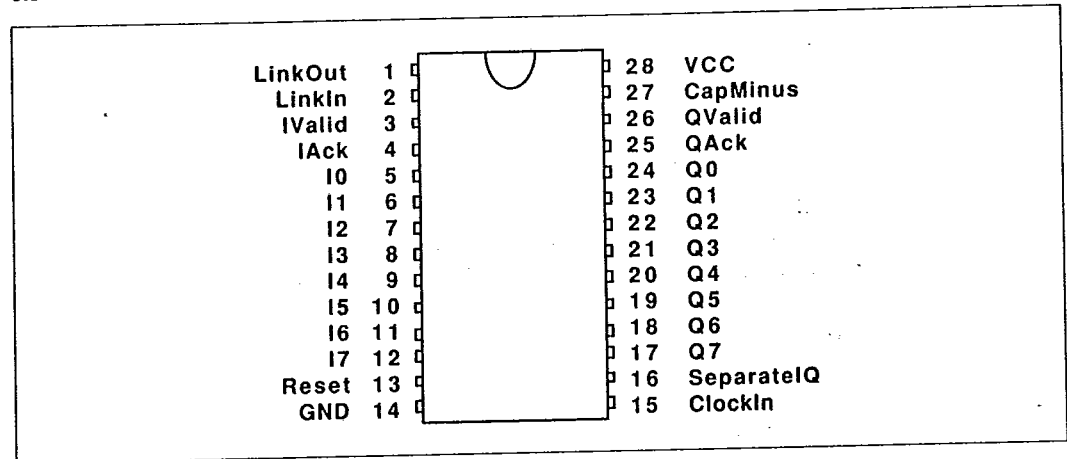 LinkOut 1 28 VCC
LinkIn 2 27 CapMinus
IValid 3 26 QValid
IAck 4 25 QAck
I0 5 24 Q0
I1 6 23 Q1
I2 7 22 Q2
I3 8 21 Q3
I4 9 20 Q4
I5 10 19 Q5
I6 11 18 Q6
I7 12 17 Q7
Reset 13 16 SeparateIQ
GND 14 15 ClockIn